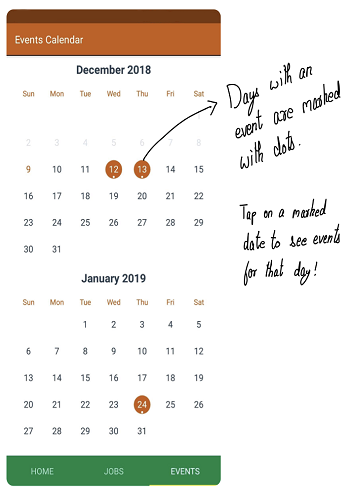 Events Calendar
December 2018
Sun Mon Tue Wed Thu Fri Sat
2 3 4 5 6 7 8
9 10 11 12 13 14 15
16 17 18 19 20 21 22
23 24 25 26 27 28 29
30 31
January 2019
Sun Mon Tue Wed Thu Fri Sat
1 2 3 4 5
6 7 8 9 10 11 12
13 14 15 16 17 18 19
20 21 22 23 24 25 26
27 28 29 30 31
HOME JOBS EVENTS
Days with an
event are marked
with dots.
Tap on a marked
date to see events
for that day!